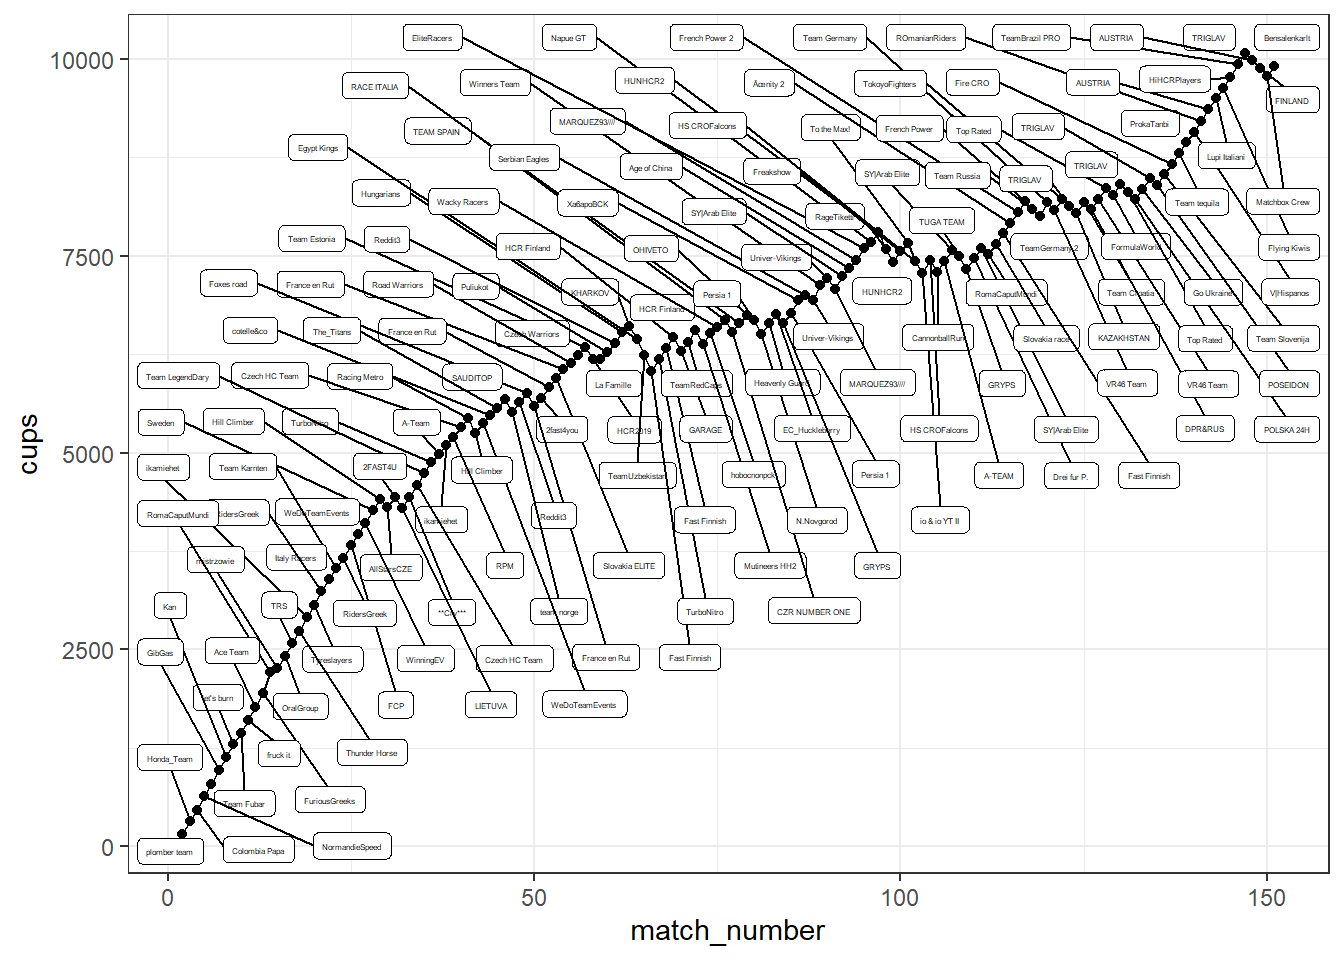 cups
10000
7500
5000
2500
0
0
50
100
150
match_number
EliteRacers
Napue GT
French Power 2
Team Germany
ROmanianRiders
TeamBrazil PRO
AUSTRIA
TRIGLAV
Bensalenkarlt
RACE ITALIA
Winners Team
HUNHCR2
TokoyoFighters
Fire CRO
AUSTRIA
HiHCRPlayers
FINLAND
TEAM SPAIN
MARQUEZ93////
HS CROFalcons
To the Max!
French Power
Top Rated
TRIGLAV
ProkaTanbi
Egypt Kings
Serbian Eagles
Age of China
Freakshow
SY|Arab Elite
Team Russia
TRIGLAV
TRIGLAV
Lupi Italiani
Hungarians
Wacky Racers
ХабароВСК
SY|Arab Elite
RageTikett
TUGA TEAM
Team tequila
Matchbox Crew
Team Estonia
Reddit3
HCR Finland
OHIVETO
Univer-Vikings
TeamGermany 2
FormulaWorld
Flying Kiwis
Foxes road
France en Rut
Road Warriors
Puliukot
KHARKOV
HCR Finland
Persia 1
HUNHCR2
RomaCaputMundi
Team Croatia
Go Ukraine
V|Hispanos
cotelle&co
The_Titans
France en Rut
Czech Warriors
Univer-Vikings
CannonballRun
Slovakia race
KAZAKHSTAN
Top Rated
Team Slovenija
Team LegenDary
Czech HC Team
Racing Metro
SAUDITOP
La Famille
TeamRedCaps
Heavenly Guard
MARQUEZ93////
GRYPS
VR46 Team
VR46 Team
POSEIDON
Sweden
Hill Climber
TurboNitro
A-Team
2fast4you
HCR2019
GARAGE
EC_Huckleberry
HS CROFalcons
SY|Arab Elite
DPR&RUS
POLSKA 24H
ikamiehet
Team Karnten
2FAST4U
Hill Climber
TeamUzbekistan
hobocnonpck
Persia 1
A-TEAM
Drei fur P.
Fast Finnish
RomaCaputMundi
RidersGreek
WeDoTeamEvents
ikamiehet
Reddit3
Fast Finnish
N.Novgorod
io & io YT II
mistrzowie
Italy Racers
AllStarsCZE
RPM
Slovakia ELITE
Mutineers HH2
GRYPS
Kan
TRS
RidersGreek
team norge
TurboNitro
CZR NUMBER ONE
GibGas
Ace Team
Tyreslayers
WinningEV
Czech HC Team
France en Rut
Fast Finnish
let's burn
OralGroup
FCP
LIETUVA
WeDoTeamEvents
Honda_Team
fruck it
Thunder Horse
Team Fubar
FuriousGreeks
plomber team
Colombia Papa
NormandieSpeed